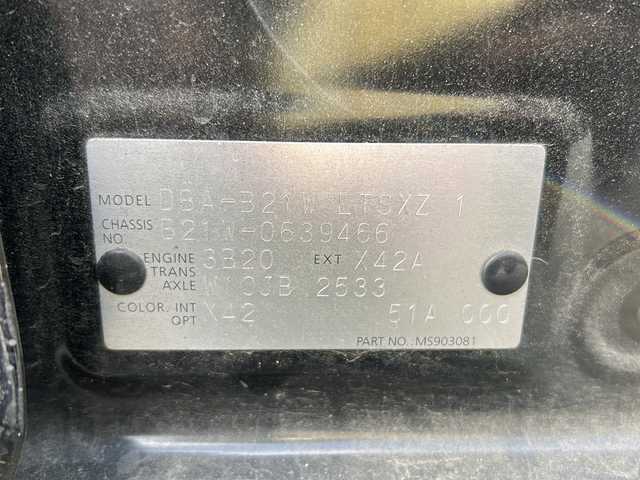 MODEL DBA-B21W LTSXZ 1
CHASSIS NO. B21W-0639466
ENGINE 3B20 EXT X42A
TRANS AXLE 2533
COLOR. INT X42 51A 000
OPT
PART NO.:MS903081